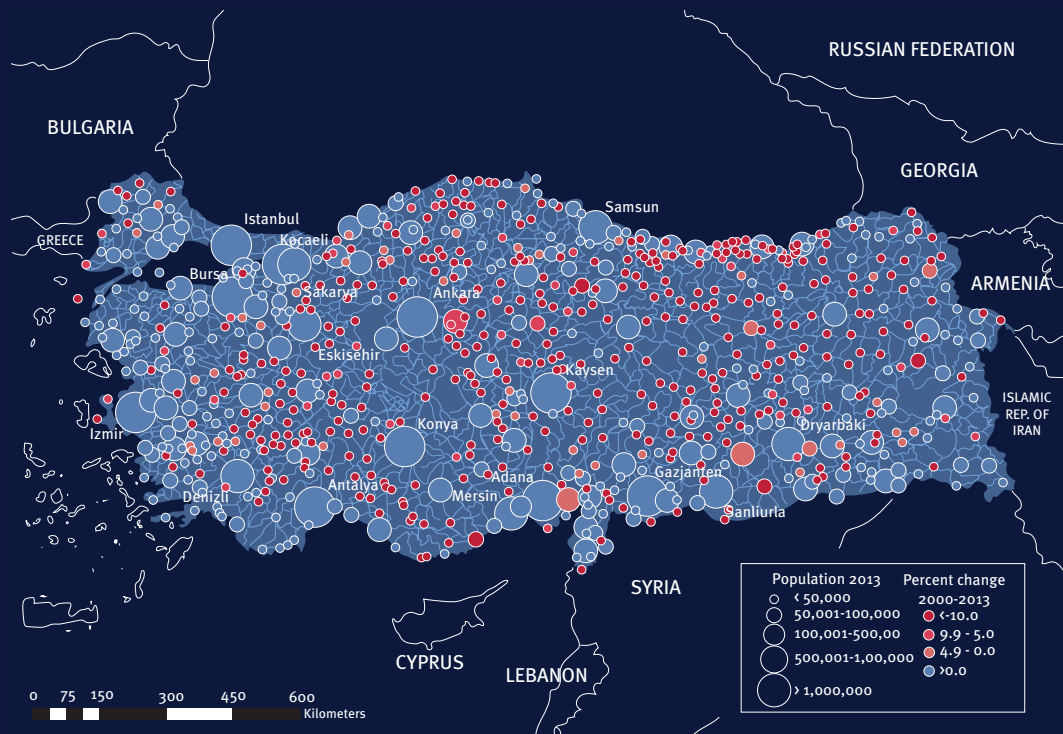 RUSSIAN FEDERATION
BULGARIA
GEORGIA
Samsun
Istanbul
GREECE
Kocaeli
Bursa
ARMENIA
Sakarya
Ankara
Eskisehir
Kaysen
ISLAMIC
REP. OF
IRAN
Izmir
Konya
Dryarbaki
Gazjanten
Denizli
Antalya
Adana
Mersin
Sanliurla
SYRIA
CYPRUS
LEBANON
Population 2013
< 50,000
50,001-100,000
100,001-500,00
500,001-1,00,000
> 1,000,000
Percent change
2000-2013
<-10.0
9.9 - 5.0
4.9 - 0.0
>0.0
0 75 150 300 450 600
Kilometers